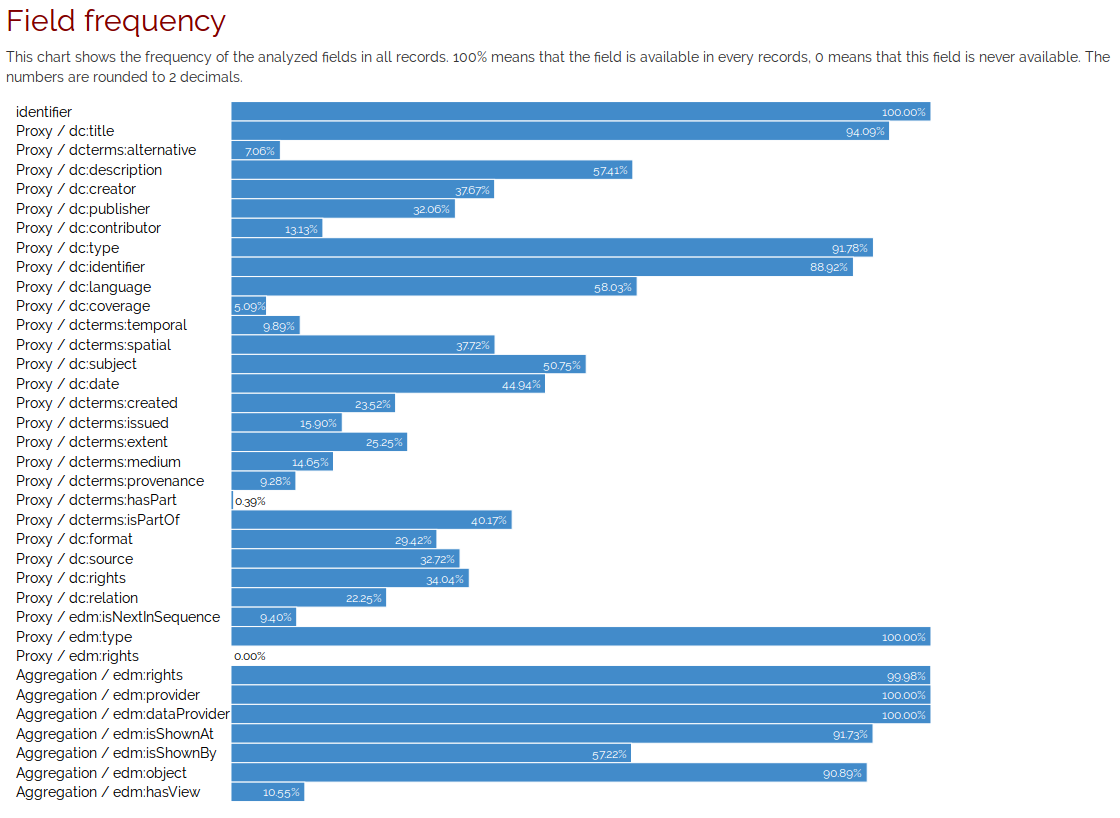 Field frequency
This chart shows the frequency of the analyzed fields in all records. 100% means that the field is available in every records, 0 means that this field is never available. The
numbers are rounded to 2 decimals.
identifier 100.00%
Proxy / dc:title 94.09%
Proxy / dcterms:alternative 7.06%
Proxy / dc:description 57.41%
Proxy / dc:creator 37.67%
Proxy / dc:publisher 32.06%
Proxy / dc:contributor 13.13%
Proxy / dc:type 91.78%
Proxy / dc:identifier 88.92%
Proxy / dc:language 58.03%
Proxy / dc:coverage 5.09%
Proxy / dcterms:temporal 9.89%
Proxy / dcterms:spatial 37.72%
Proxy / dc:subject 50.75%
Proxy / dc:date 44.94%
Proxy / dcterms:created 23.52%
Proxy / dcterms:issued 15.90%
Proxy / dcterms:extent 25.25%
Proxy / dcterms:medium 14.65%
Proxy / dcterms:provenance 9.28%
Proxy / dcterms:hasPart 0.39%
Proxy / dcterms:isPartOf 40.17%
Proxy / dc:format 29.42%
Proxy / dc:source 32.72%
Proxy / dc:rights 34.04%
Proxy / dc:relation 22.25%
Proxy / edm:isNextInSequence 9.40%
Proxy / edm:type 100.00%
Proxy / edm:rights 0.00%
Aggregation / edm:rights 99.98%
Aggregation / edm:provider 100.00%
Aggregation / edm:dataProvider 100.00%
Aggregation / edm:isShownAt 91.73%
Aggregation / edm:isShownBy 57.22%
Aggregation / edm:object 90.89%
Aggregation / edm:hasView 10.55%